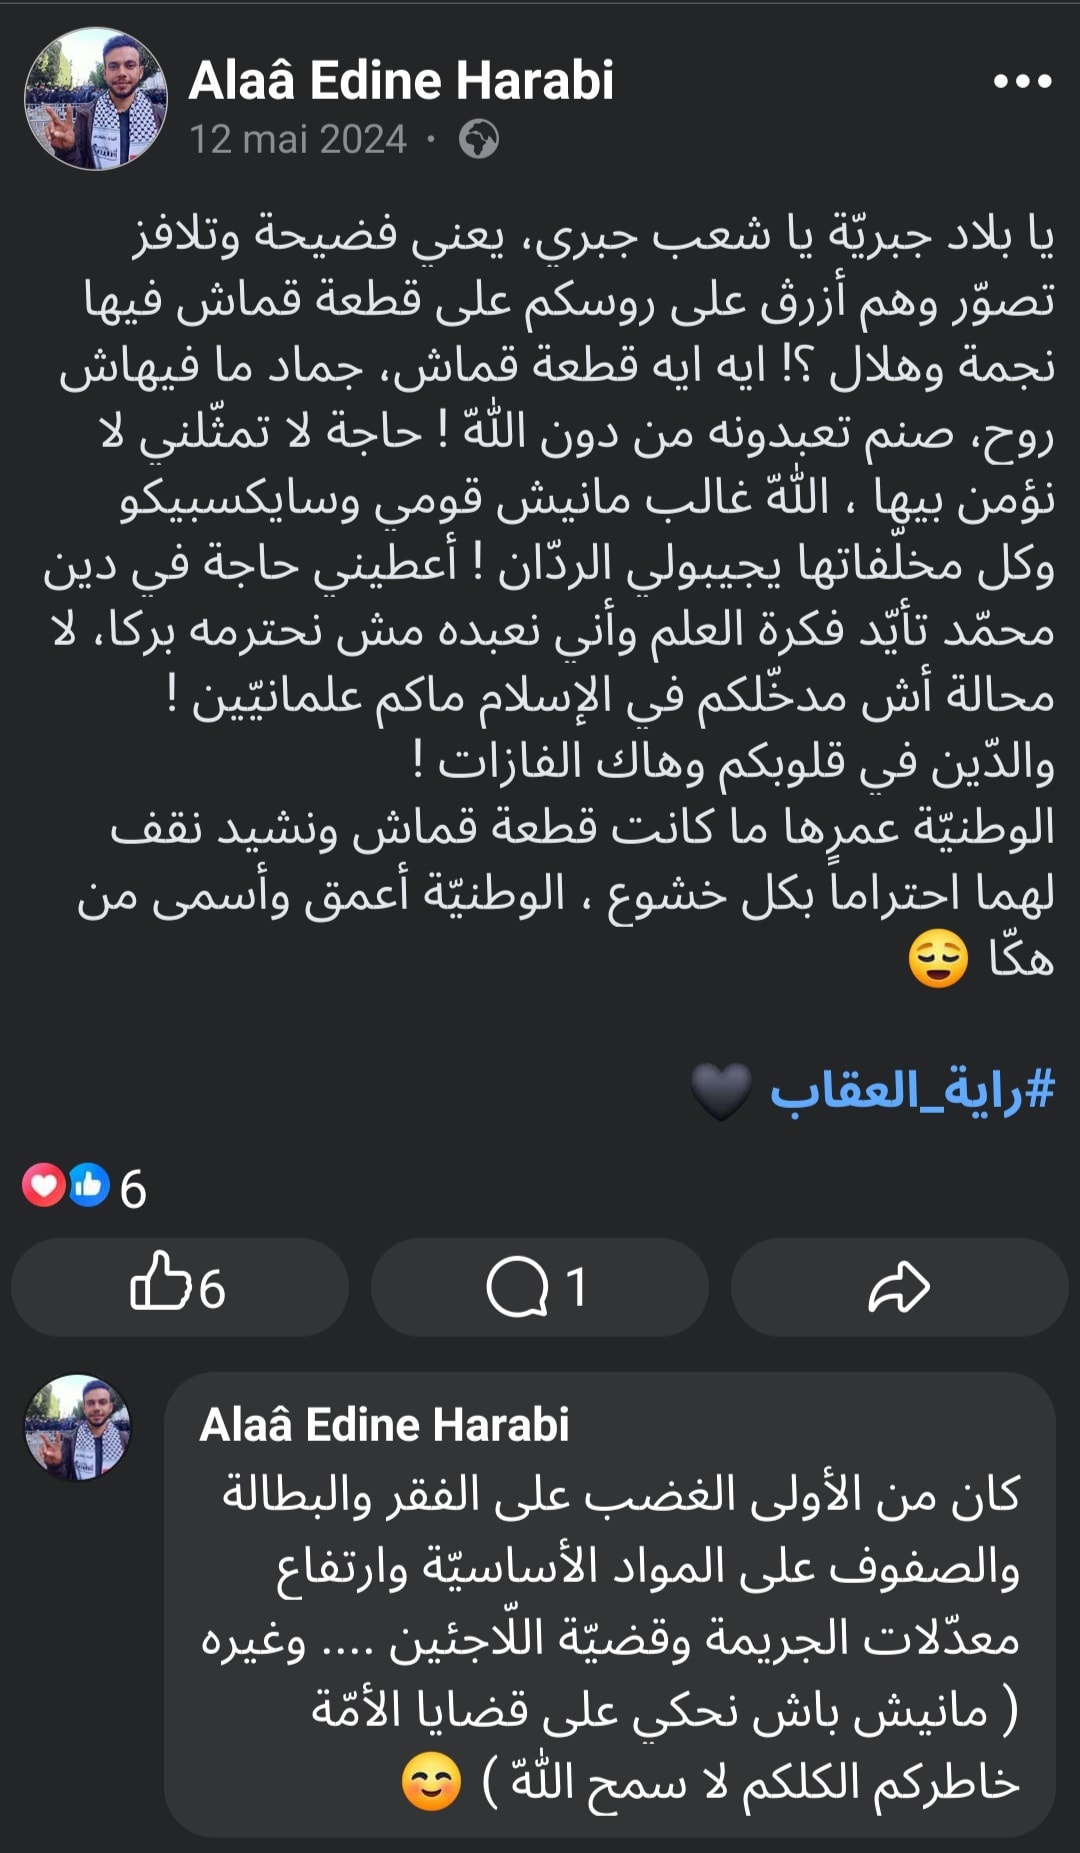 Alaâ Edine Harabi
12 mai 2024
يا بلاد جبريّة يا شعب جبري، يعني فضيحة وتلافز
تصوّر وهم أزرق على روسكم على قطعة قماش فيها
نجمة وهلال ؟! ايه ايه قطعة قماش، جماد ما فيهاش
روح، صنم تعبدونه من دون اللّهّ ! حاجة لا تمثّلني لا
نؤمن بيها ، اللّهّ غالب مانيش قومي وسايكسبيكو
وكل مخلّفاتها يجيبولي الردّان ! أعطيني حاجة في دين
محمّد تأيّد فكرة العلم وأني نعبده مش نحترمه بركا، لا
محالة أش مدخّلكم في الإسلام ماكم علمانيّين !
والدّين في قلوبكم وهاك الفازات !
الوطنيّة عمرها ما كانت قطعة قماش ونشيد نقف
لهما احتراماً بكل خشوع ، الوطنيّة أعمق وأسمى من
هكّا 😌
#راية_العقاب 🖤
6
6
1
Alaâ Edine Harabi
كان من الأولى الغضب على الفقر والبطالة
والصفوف على المواد الأساسيّة وارتفاع
معدّلات الجريمة وقضيّة اللّاجئين .... وغيره
( مانيش باش نحكي على قضايا الأمّة
خاطركم الكلكم لا سمح اللّهّ ) 😊